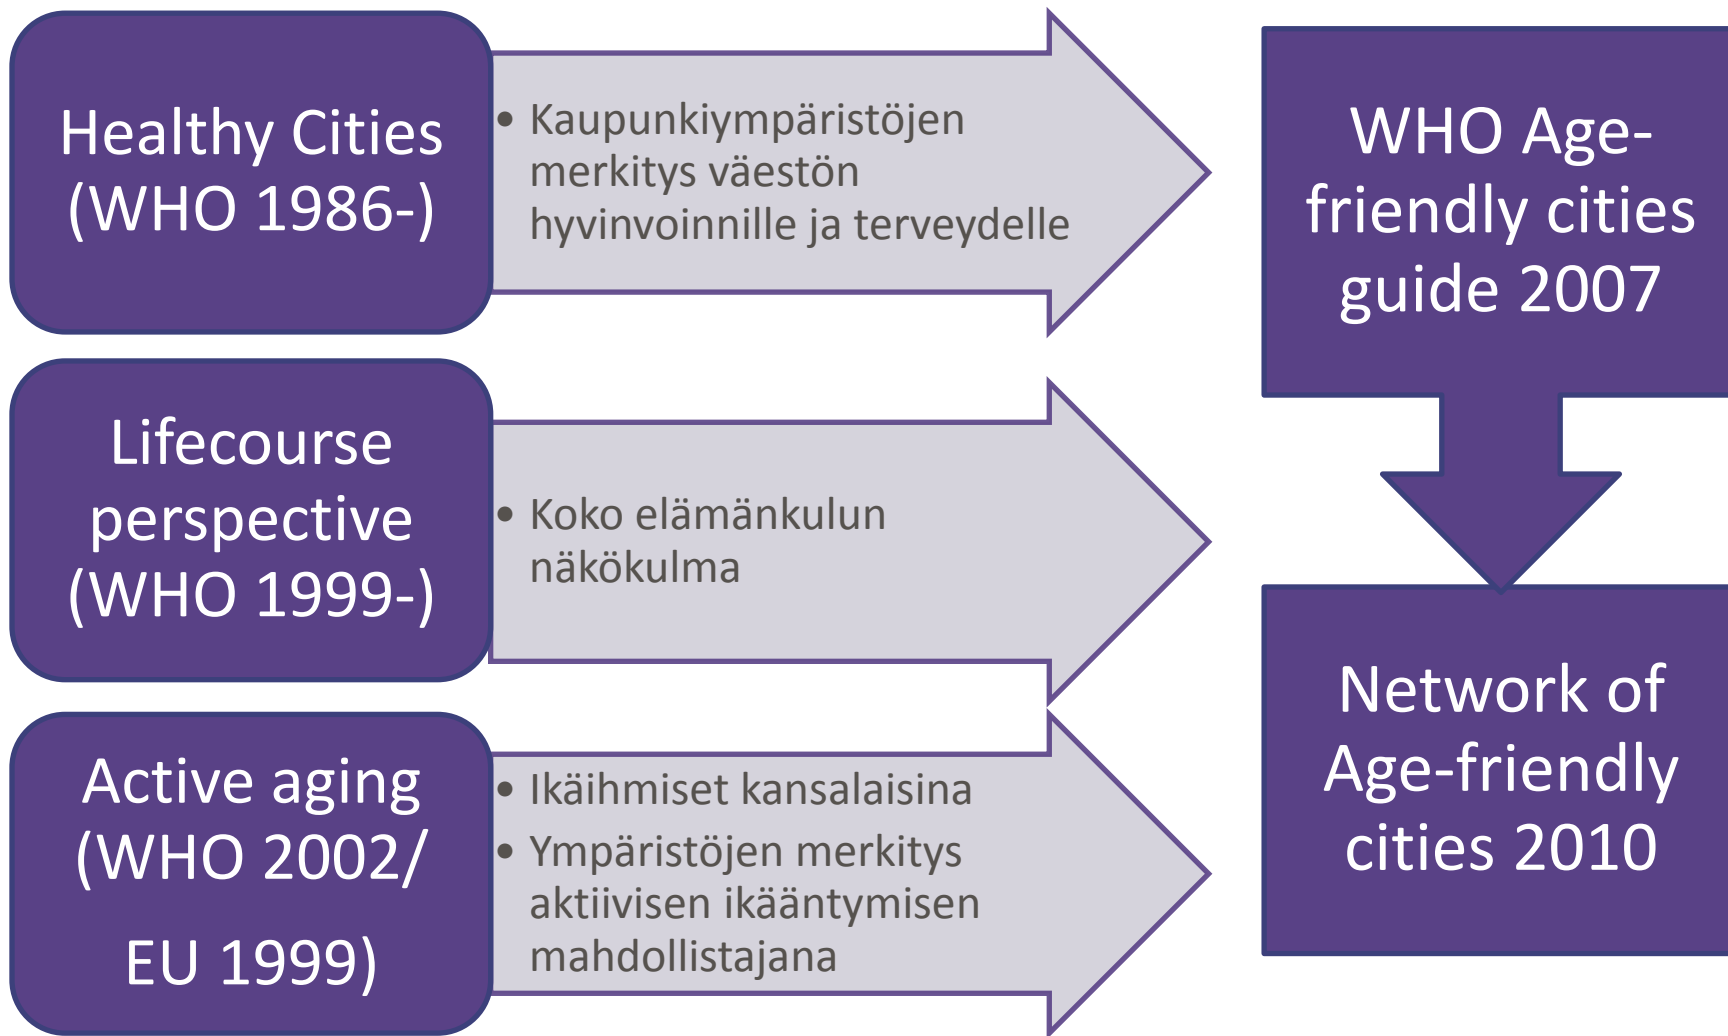 Healthy Cities
(WHO 1986-)
• Kaupunkiympäristöjen
merkitys väestön
hyvinvoinnille ja terveydelle
Lifecourse
perspective
(WHO 1999-)
• Koko elämänkulun
näkökulma
Active aging
(WHO 2002/
EU 1999)
• Ikäihmiset kansalaisina
• Ympäristöjen merkitys
aktiivisen ikääntymisen
mahdollistajana
WHO Age-
friendly cities
guide 2007
Network of
Age-friendly
cities 2010